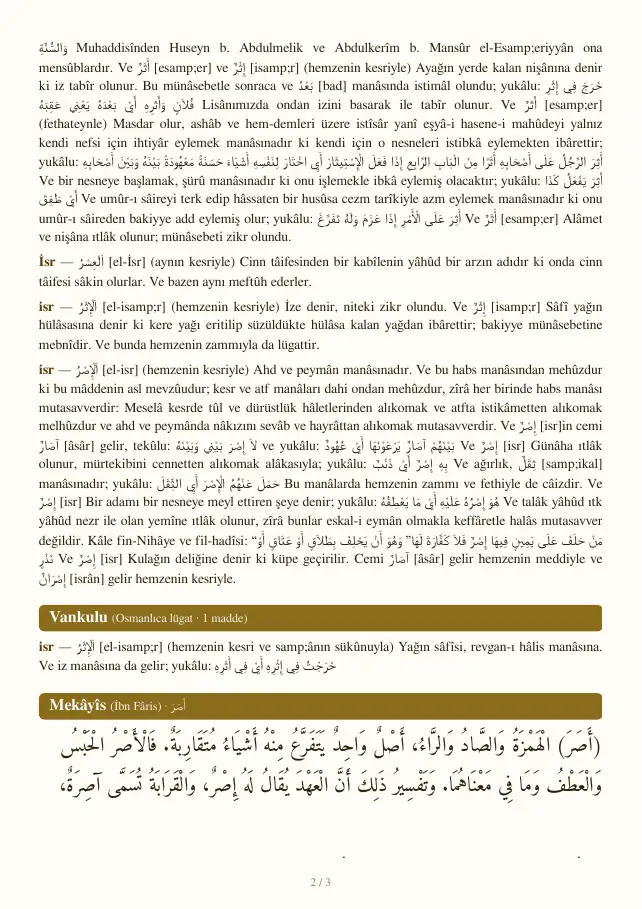 وَالسُّنَّةِ Muhaddisînden Huseyn b. Abdulmelik ve Abdulkerîm b. Mansûr el-Esamp;eriyyân ona
mensûblardır. Ve أَثَرٌ [esamp;er] ve إِثْرٌ [isamp;r] (hemzenin kesriyle) Ayağın yerde kalan nişânına denir
ki iz tabîr olunur. Bu münâsebetle sonraca ve بَعْدُ [bad] manâsında istimâl olundu; yukâlu: خَرَجَ فِي إِثْرِ
فُلاَنٍ وَأَثَرِهِ أَيْ بَعْدَهُ يَعْنِي عَقِبَهُ Lisânımızda ondan izini basarak ile tabîr olunur. Ve أَثَرٌ [esamp;er]
(fethateynle) Masdar olur, ashâb ve hem-demleri üzere istîsâr yanî eşyâ-i hasene-i mahûdeyi yalnız
kendi nefsi için ihtiyâr eylemek manâsınadır ki kendi için o nesneleri istibkâ eylemekten ibârettir;
yukâlu: أَثِرَ الرَّجُلُ عَلَى أَصْحَابِهِ أَثَرًا مِنَ الْبَابِ الرَّابِعِ إِذَا فَعَلَ الْإِسْتِيثَارَ أَيِ اخْتَارَ لِنَفْسِهِ أَشْيَاءَ حَسَنَةً مَعْهُودَةً بَيْنَهُ وَبَيْنَ أَصْحَابِهِ
Ve bir nesneye başlamak, şürû manâsınadır ki onu işlemekle ibkâ eylemiş olacaktır; yukâlu: أَثِرَ يَفْعَلُ كَذَا
أَيْ طَفِقَ Ve umûr-ı sâireyi terk edip hâssaten bir husûsa cezm tarîkiyle azm eylemek manâsınadır ki onu
umûr-ı sâireden bakiyye add eylemiş olur; yukâlu: أَثِرَ عَلَى الْأَمْرِ إِذَا عَزَمَ وَلَهُ تَفَرَّغَ Ve أَثَرٌ [esamp;er] Alâmet
ve nişâna ıtlâk olunur; münâsebeti zikr olundu.
İsr — اَلْعِسْرُ [el-İsr] (aynın kesriyle) Cinn tâifesinden bir kabîlenin yâhûd bir arzın adıdır ki onda cinn
tâifesi sâkin olurlar. Ve bazen aynı meftûh ederler.
isr — اَلْإِثْرُ [el-isamp;r] (hemzenin kesriyle) İze denir, niteki zikr olundu. Ve إِثْرٌ [isamp;r] Sâfî yağın
hülâsasına denir ki kere yağı eritilip süzüldükte hülâsa kalan yağdan ibârettir; bakiyye münâsebetine
mebnîdir. Ve bunda hemzenin zammıyla da lügattir.
isr — اَلْإِصْرُ [el-isr] (hemzenin kesriyle) Ahd ve peymân manâsınadır. Ve bu habs manâsından mehûzdur
ki bu mâddenin asl mevzûudur; kesr ve atf manâları dahi ondan mehûzdur, zîrâ her birinde habs manâsı
mutasavverdir: Meselâ kesrde tûl ve dürüstlük hâletlerinden alıkomak ve atfta istikâmetten alıkomak
melhûzdur ve ahd ve peymânda nâkızını sevâb ve hayrâttan alıkomak mutasavverdir. Ve إِصْرٌ [isr]in cemi
آصَارٌ [âsâr] gelir, tekûlu: لاَ إِصْرَ بَيْنِي وَبَيْنَهُ ve yukâlu: بَيْنَهُمْ آصَارٌ يَرْعَوْنَهَا أَيْ عُهُودٌ Ve إِصْرٌ [isr] Günâha ıtlâk
olunur, mürtekibini cennetten alıkomak alâkasıyla; yukâlu: بِهِ إِصْرٌ أَيْ ذَنْبٌ Ve ağırlık, ثِقَلٌ [samp;ikal]
manâsınadır; yukâlu: حَمَلَ عَنْهُمُ الْإِصْرَ أَيِ الثِّقَلَ Bu manâlarda hemzenin zammı ve fethiyle de câizdir. Ve
إِصْرٌ [isr] Bir adamı bir nesneye meyl ettiren şeye denir; yukâlu: هُوَ إِصْرُهُ عَلَيْهِ أَيْ مَا يَعْطِفُهُ Ve talâk yâhûd ıtk
yâhûd nezr ile olan yemîne ıtlâk olunur, zîrâ bunlar eskal-i eymân olmakla keffâretle halâs mutasavver
değildir. Kâle fin-Nihâye ve fil-hadîsi: “مَنْ حَلَفَ عَلَى يَمِينٍ فِيهَا إِصْرٌ فَلاَ كَفَّارَةَ لَهَا” وَهُوَ أَنْ يَحْلِفَ بِطَلاَقٍ أَوْ عَتَاقٍ أَوْ
نَذْرٍ Ve إِصْرٌ [isr] Kulağın deliğine denir ki küpe geçirilir. Cemi آصَارٌ [âsâr] gelir hemzenin meddiyle ve
إِصْرَانٌ [isrân] gelir hemzenin kesriyle.
Vankulu (Osmanlıca lügat · 1 madde)
isr — اَلْإِثْرُ [el-isamp;r] (hemzenin kesri ve samp;ânın sükûnuyla) Yağın sâfîsi, revgan-ı hâlis manâsına.
Ve iz manâsına da gelir; yukâlu: خَرَجْتُ فِي إِثْرِهِ أَيْ فِي أَثَرِهِ
Mekâyîs (İbn Fâris) · أَصَرَ
(أَصَرَ) الْهَمْزَةُ وَالصَّادُ وَالرَّاءُ، أَصْلٌ وَاحِدٌ يَتَفَرَّعُ مِنْهُ أَشْيَاءُ مُتَقَارِبَةٌ. فَالْأَصْرُ الْحَبْسُ
وَالْعَطْفُ وَمَا فِي مَعْنَاهُمَا. وَتَفْسِيرُ ذَلِكَ أَنَّ الْعَهْدَ يُقَالُ لَهُ إِصْرٌ، وَالْقَرَابَةُ تُسَمَّى آصِرَةٌ،
2 / 3